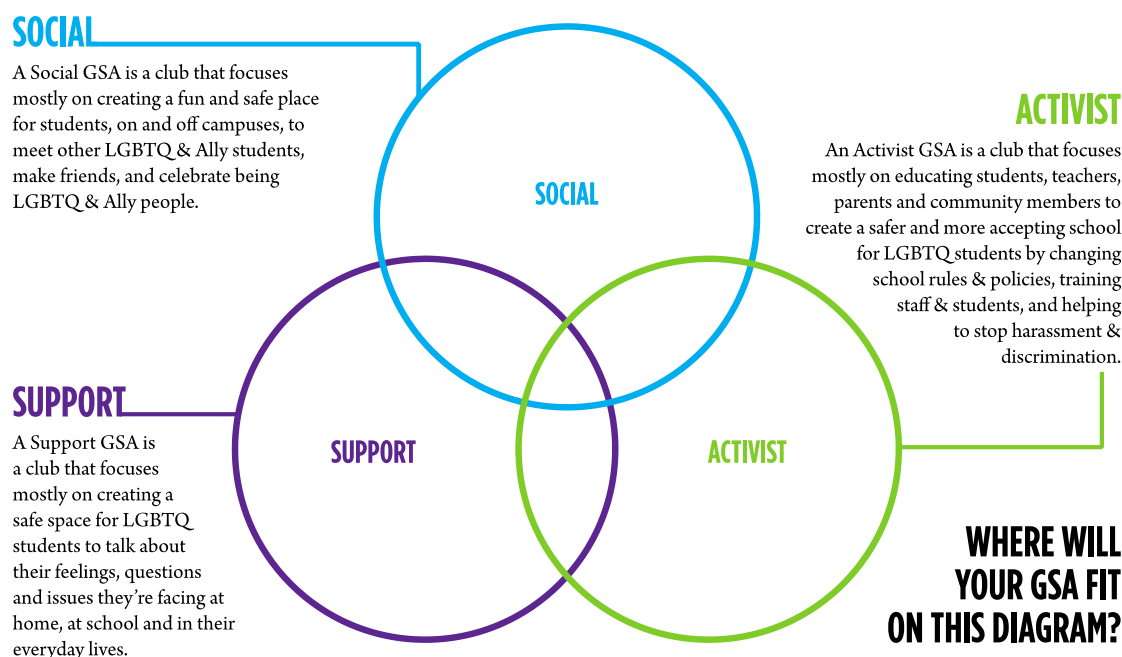 SOCIAL
A Social GSA is a club that focuses
mostly on creating a fun and safe place
for students, on and off campuses, to
meet other LGBTQ & Ally students,
make friends, and celebrate being
LGBTQ & Ally people.
SOCIAL
ACTIVIST
An Activist GSA is a club that focuses
mostly on educating students, teachers,
parents and community members to
create a safer and more accepting school
for LGBTQ students by changing
school rules & policies, training
staff & students, and helping
to stop harassment &
discrimination.
SUPPORT
A Support GSA is
a club that focuses
mostly on creating a
safe space for LGBTQ
students to talk about
their feelings, questions
and issues they're facing at
home, at school and in their
everyday lives.
SUPPORT
ACTIVIST
WHERE WILL
YOUR GSA FIT
ON THIS DIAGRAM?